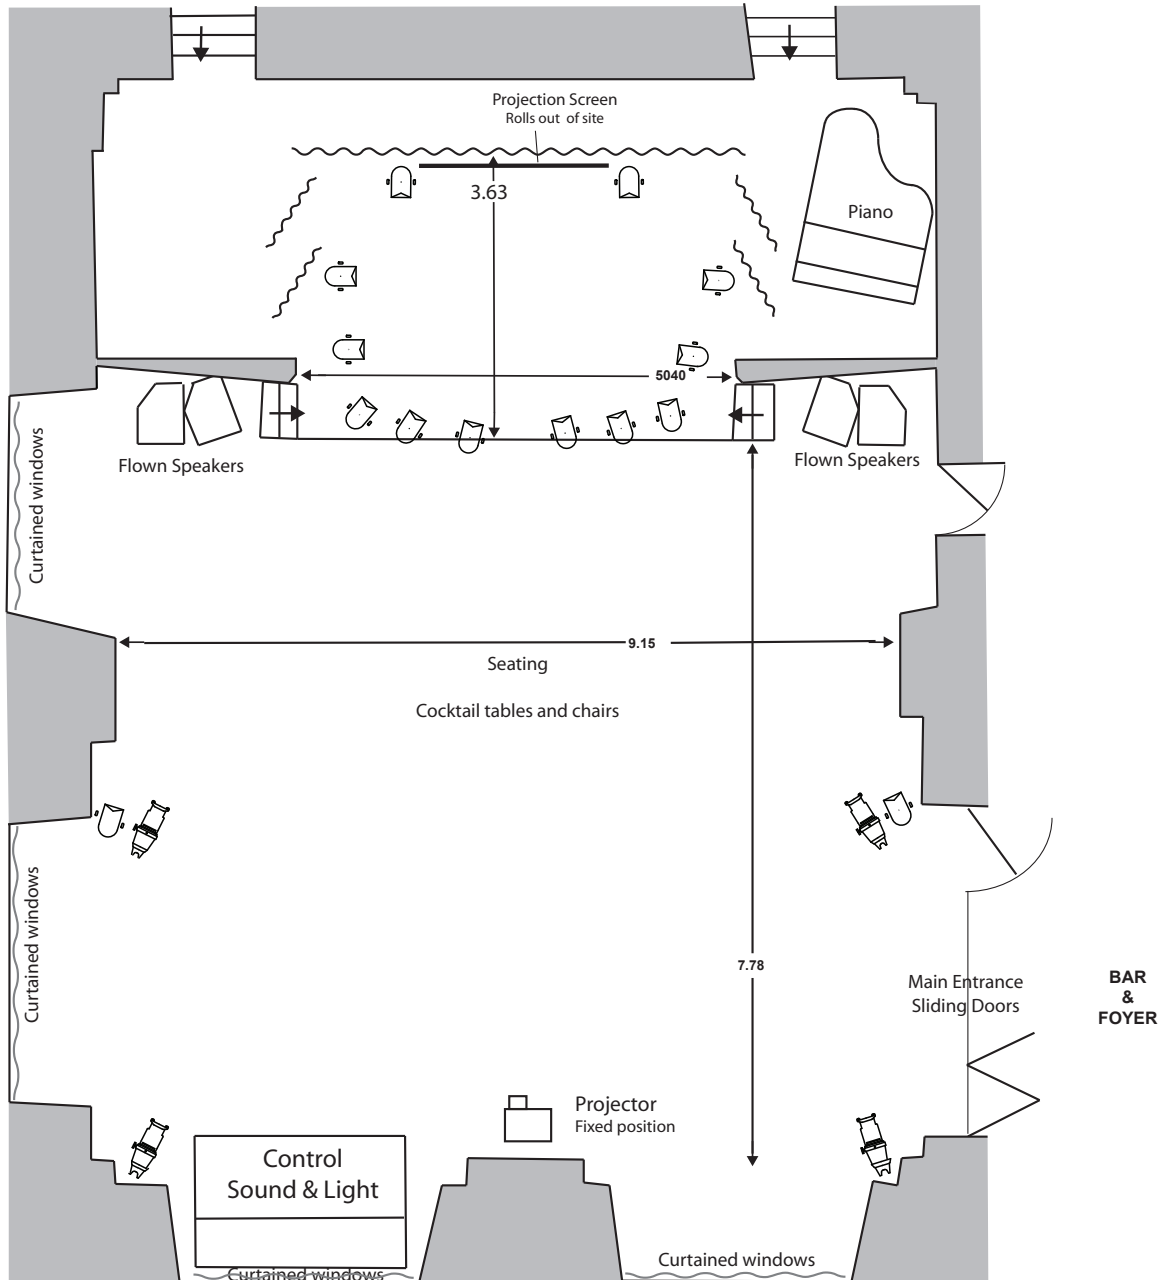 Projection Screen
Rolls out of site
3.63
Piano
5040
Flown Speakers
Flown Speakers
Curtained windows
9.15
Seating
Cocktail tables and chairs
Curtained windows
7.78
Main Entrance
Sliding Doors
BAR
&
FOYER
Projector
Fixed position
Control
Sound & Light
Curtained windows
Curtained windows